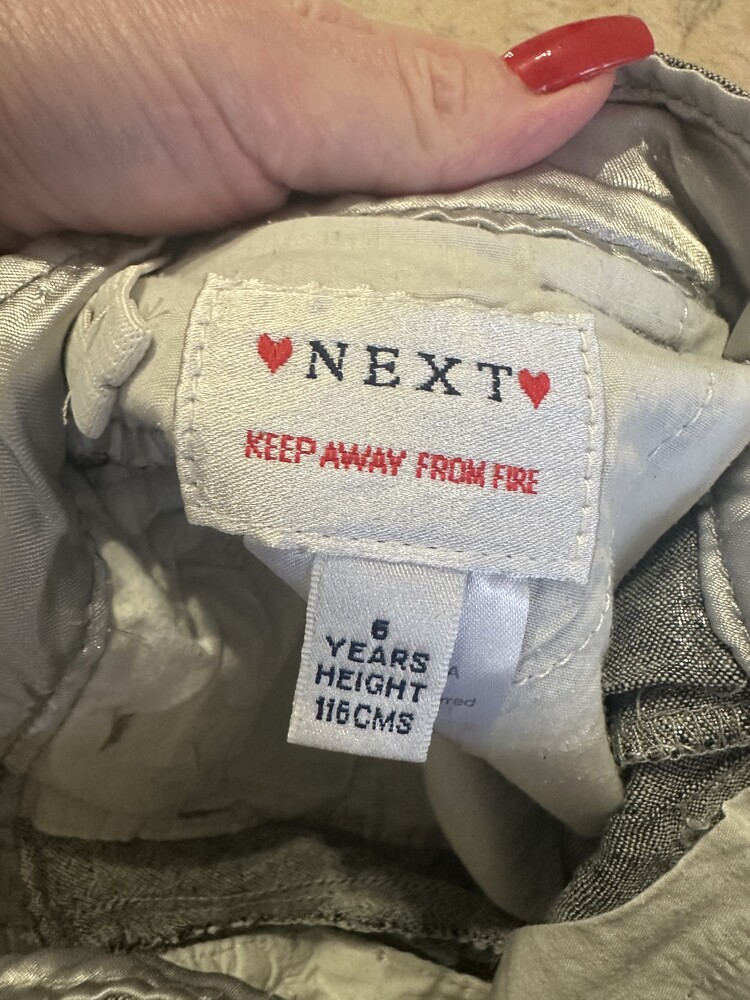 ♥NEXT♥
KEEP AWAY FROM FIRE
6
YEARS
HEIGHT
116CMS